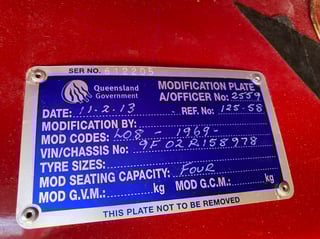 SER NO. 612205
Queensland Government
MODIFICATION PLATE
A/OFFICER No: 2559
DATE: 11-2-13 REF. No: 125-58
MODIFICATION BY:
MOD CODES: LO8 - 1969-
VIN/CHASSIS No: 9F02R158978
TYRE SIZES:
MOD SEATING CAPACITY: FOUR
MOD G.V.M.: kg MOD G.C.M.: kg
THIS PLATE NOT TO BE REMOVED